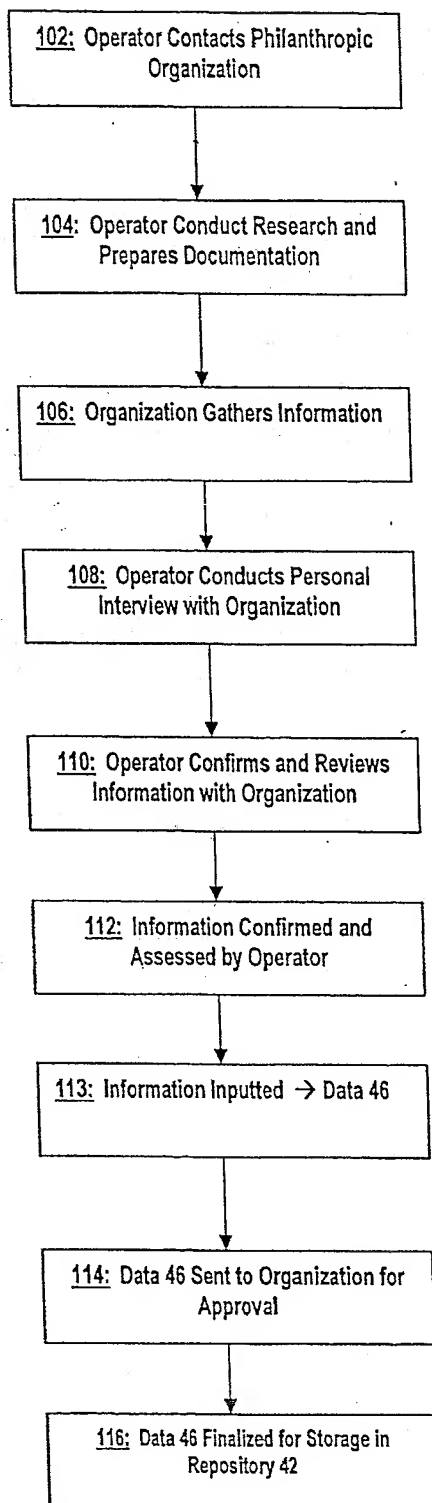 102: Operator Contacts Philanthropic
Organization
104: Operator Conduct Research and
Prepares Documentation
106: Organization Gathers Information
108: Operator Conducts Personal
Interview with Organization
110: Operator Confirms and Reviews
Information with Organization
112: Information Confirmed and
Assessed by Operator
113: Information Inputted → Data 46
114: Data 46 Sent to Organization for
Approval
116: Data 46 Finalized for Storage in
Repository 42